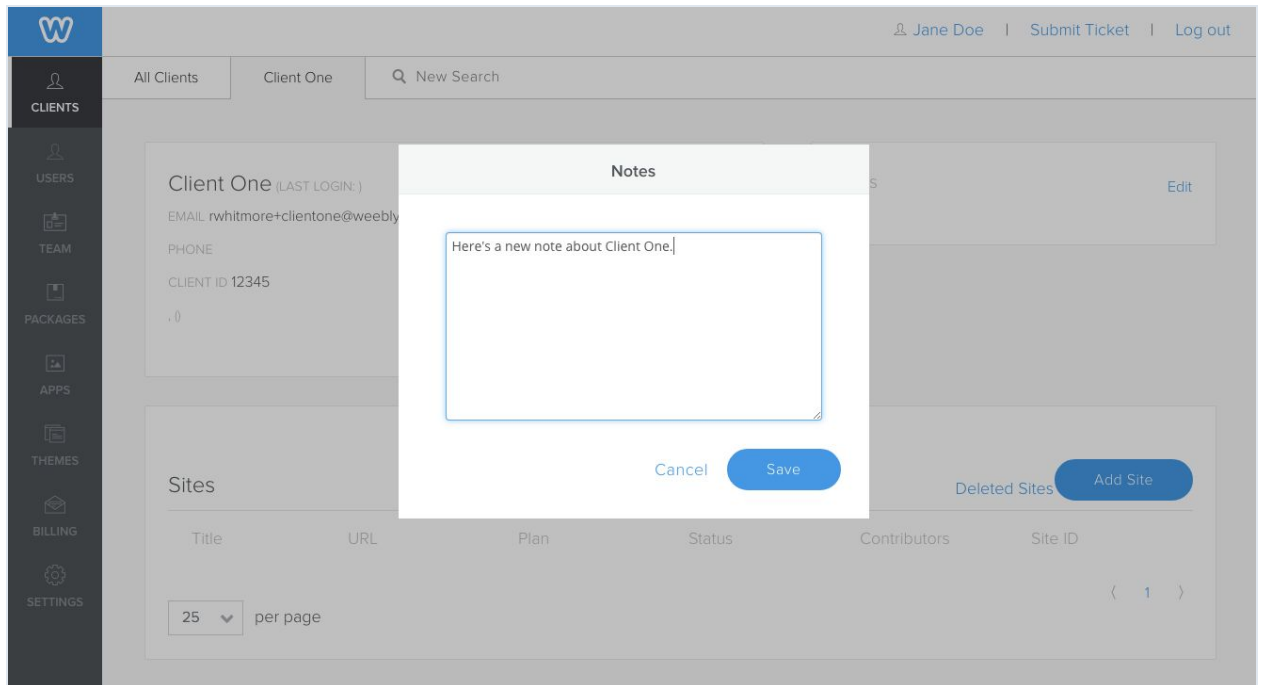 Jane Doe | Submit Ticket | Log out
CLIENTS
USERS
TEAM
PACKAGES
APPS
THEMES
BILLING
SETTINGS
All Clients Client One New Search
Client One (LAST LOGIN: )
EMAIL rwhitmore+clientone@weebly
PHONE
CLIENT ID 12345
, ()
Edit
Notes
Here's a new note about Client One.
Cancel Save
Sites Deleted Sites Add Site
Title URL Plan Status Contributors Site ID
〈 1 〉
25 per page